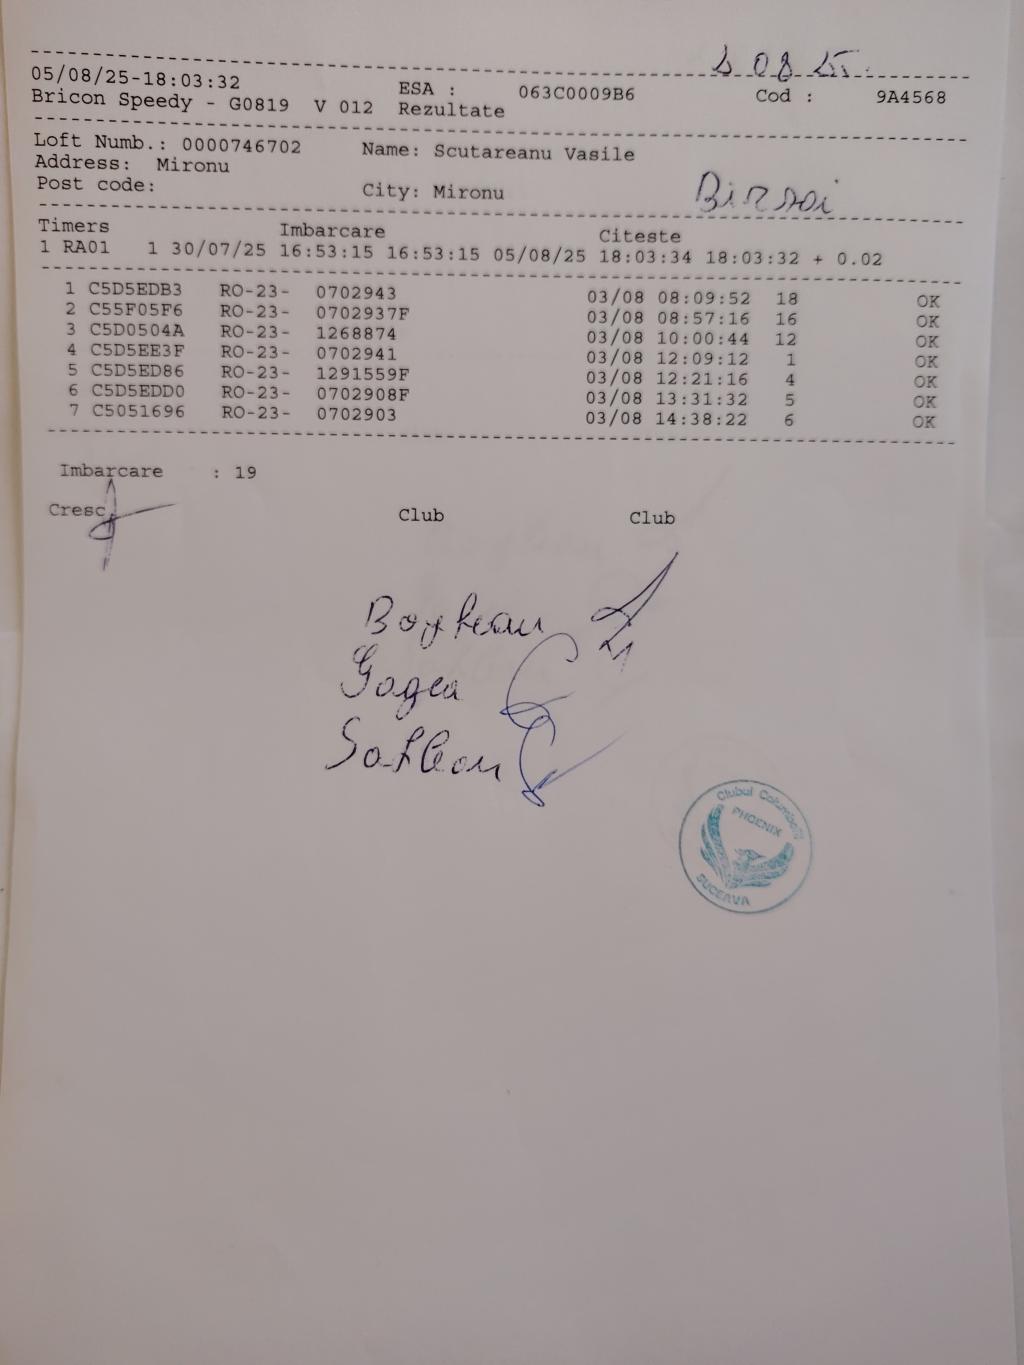 05/08/25-18:03:32 ESA : 063C0009B6 Cod : 9A4568
Bricon Speedy - G0819 V 012 Rezultate
Loft Numb.: 0000746702 Name: Scutareanu Vasile
Address: Mironu
Post code: City: Mironu
Timers Imbarcare Citeste
1 RA01 1 30/07/25 16:53:15 16:53:15 05/08/25 18:03:34 18:03:32 + 0.02
1 C5D5EDB3 RO-23- 0702943 03/08 08:09:52 18 OK
2 C55F05F6 RO-23- 0702937F 03/08 08:57:16 16 OK
3 C5D0504A RO-23- 1268874 03/08 10:00:44 12 OK
4 C5D5EE3F RO-23- 0702941 03/08 12:09:12 1 OK
5 C5D5ED86 RO-23- 1291559F 03/08 12:21:16 4 OK
6 C5D5EDD0 RO-23- 0702908F 03/08 13:31:32 5 OK
7 C5051696 RO-23- 0702903 03/08 14:38:22 6 OK
Imbarcare : 19
Cresc Club Club
Gogea
Clubul Columbofil
PHOENIX
SUCEAVA